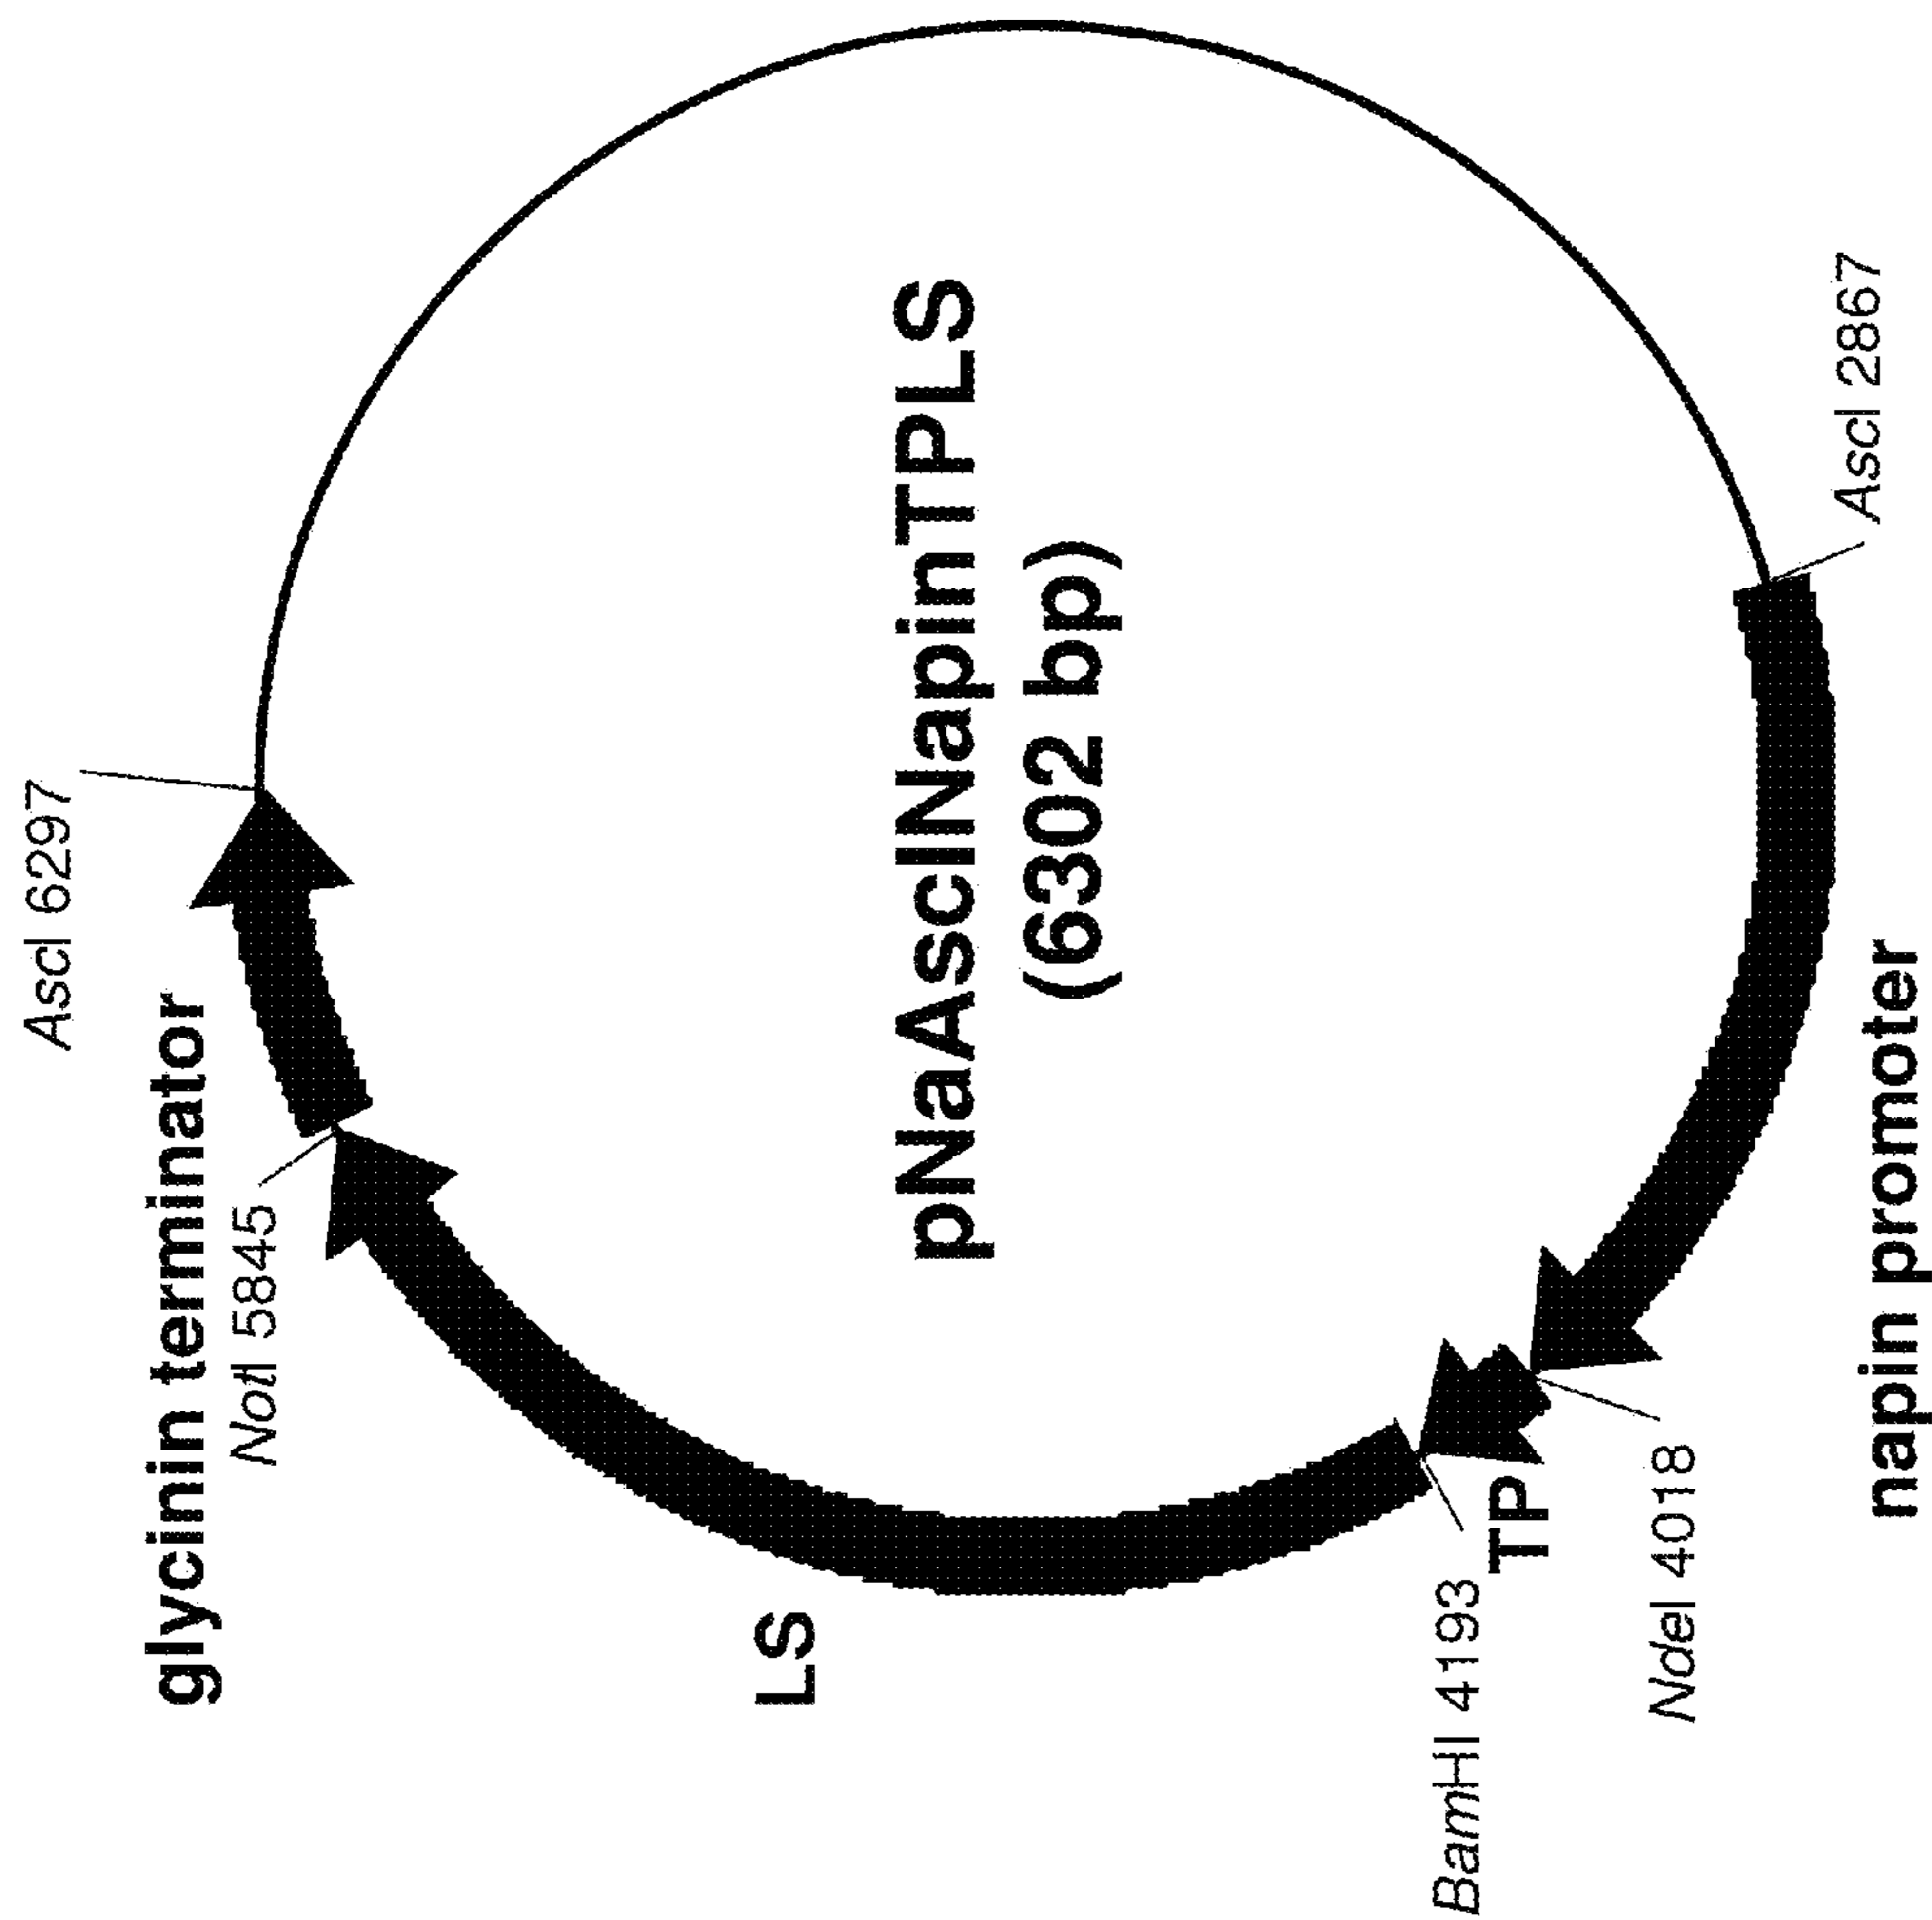 AscI 6297
glycinin terminator
NotI 5845
LS
pNaAscINapinTPLS
(6302 bp)
BamHI 4193
TP
NdeI 4018
AscI 2867
napin promoter